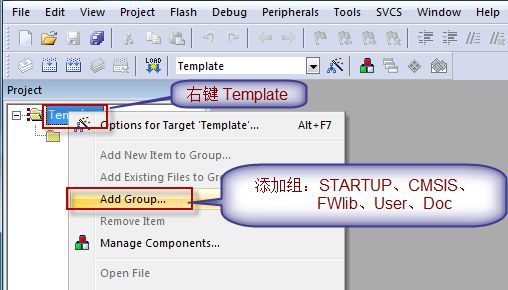 File Edit View Project Flash Debug Peripherals Tools SVCS Window Help
LOAD
Template
Project
右键 Template
Options for Target 'Template'... Alt+F7
Add New Item to Group...
Add Existing Files to
Add Group...
添加组：STARTUP、CMSIS、
FWlib、User、Doc
Remove Item
Manage Components...
Open File